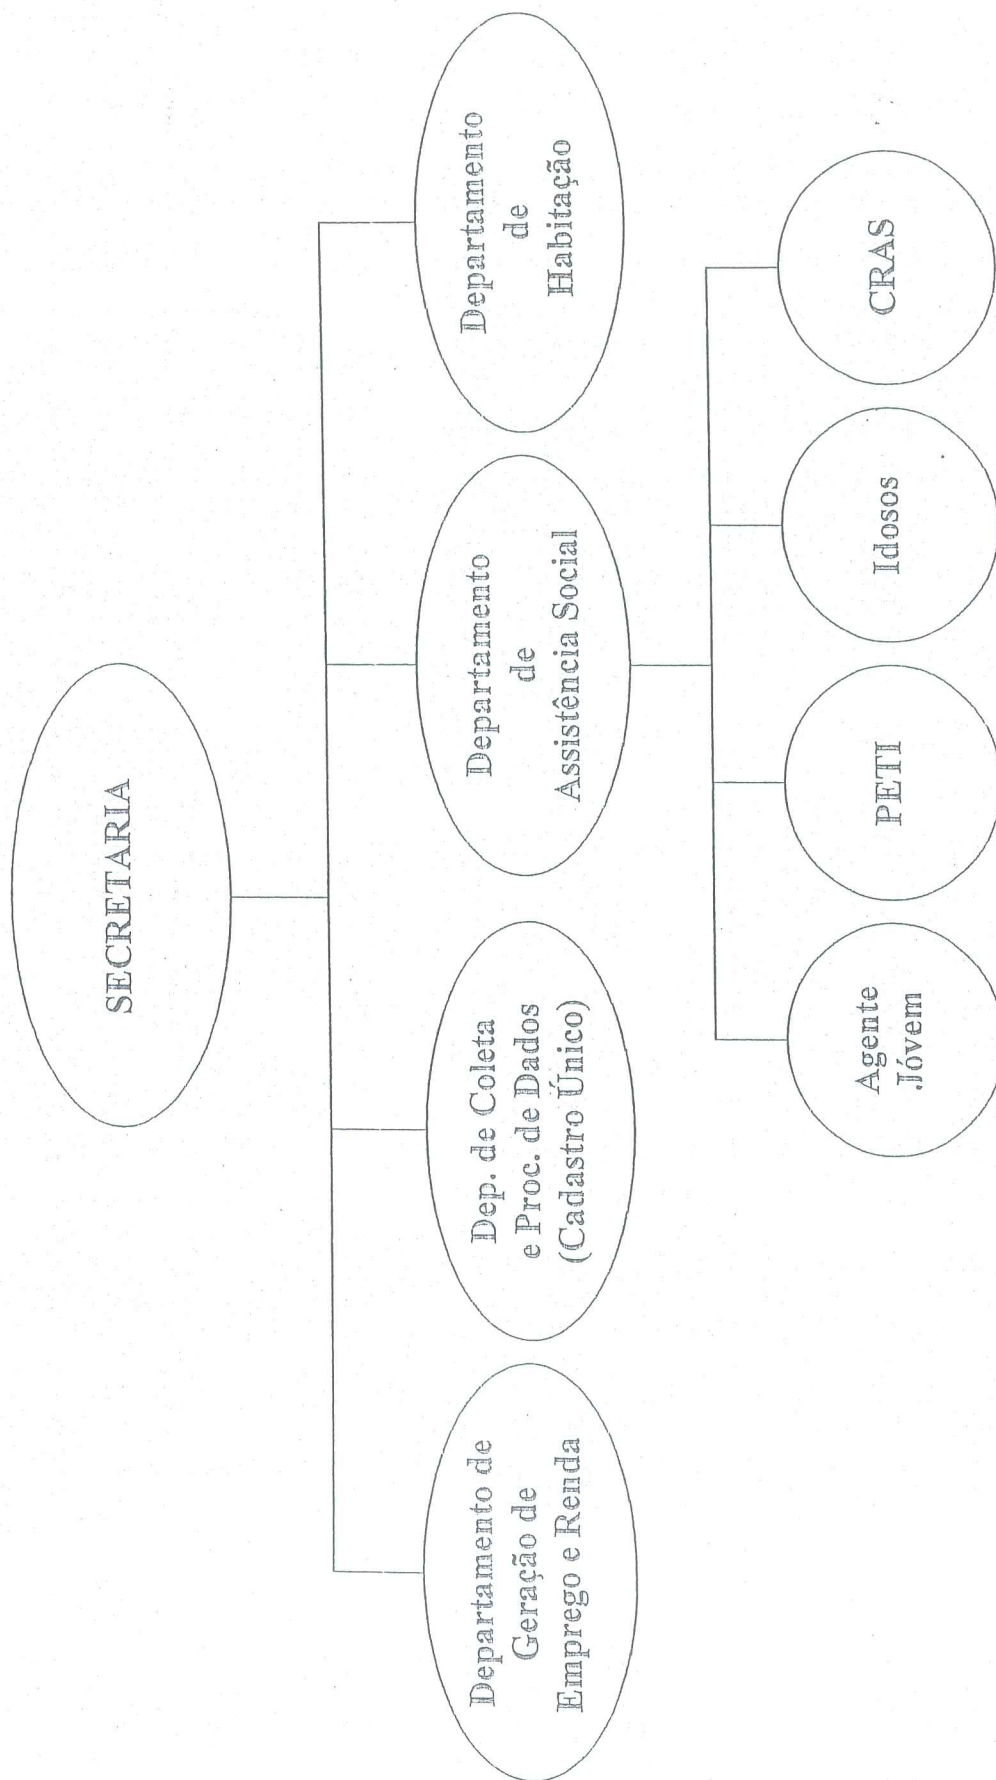 SECRETARIA
Departamento de
Geração de
Emprego e Renda
Dep. de Coleta
e Proc. de Dados
(Cadastro Único)
Departamento
de
Assistência Social
Departamento
de
Habitação
Agente
Jóvem
PETI
Idosos
CRAS